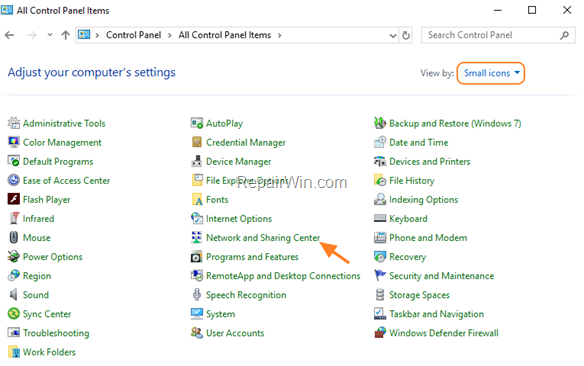 All Control Panel Items
Control Panel > All Control Panel Items >
Search Control Panel
Adjust your computer's settings
View by: Small icons
Administrative Tools
AutoPlay
Backup and Restore (Windows 7)
Color Management
Credential Manager
Date and Time
Default Programs
Device Manager
Devices and Printers
Ease of Access Center
File Explorer Options
File History
RepairWin.com
Flash Player
Fonts
Indexing Options
Infrared
Internet Options
Keyboard
Mouse
Network and Sharing Center
Phone and Modem
Power Options
Programs and Features
Recovery
Region
RemoteApp and Desktop Connections
Security and Maintenance
Sound
Speech Recognition
Storage Spaces
Sync Center
System
Taskbar and Navigation
Troubleshooting
User Accounts
Windows Defender Firewall
Work Folders